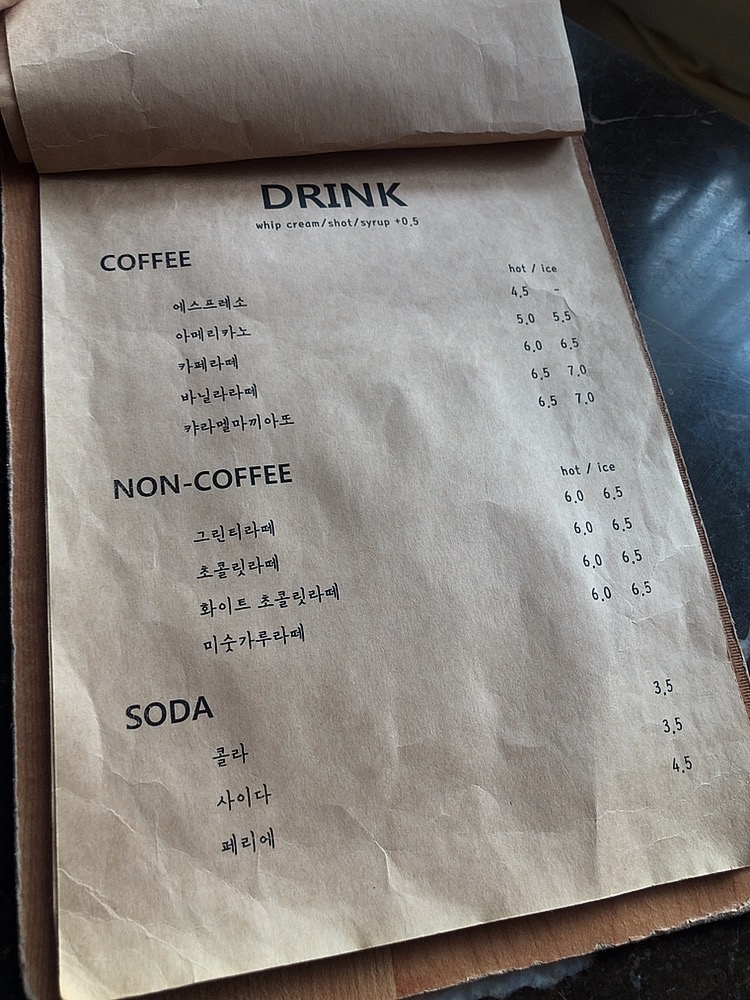 DRINK
whip cream/shot/syrup +0.5
COFFEE
hot / ice
에스프레소 4.5 -
아메리카노 5.0 5.5
카페라떼 6.0 6.5
바닐라라떼 6.5 7.0
캬라멜마끼아또 6.5 7.0
NON-COFFEE
hot / ice
그린티라떼 6.0 6.5
초콜릿라떼 6.0 6.5
화이트 초콜릿라떼 6.0 6.5
미숫가루라떼 6.0 6.5
SODA
콜라 3.5
사이다 3.5
페리에 4.5